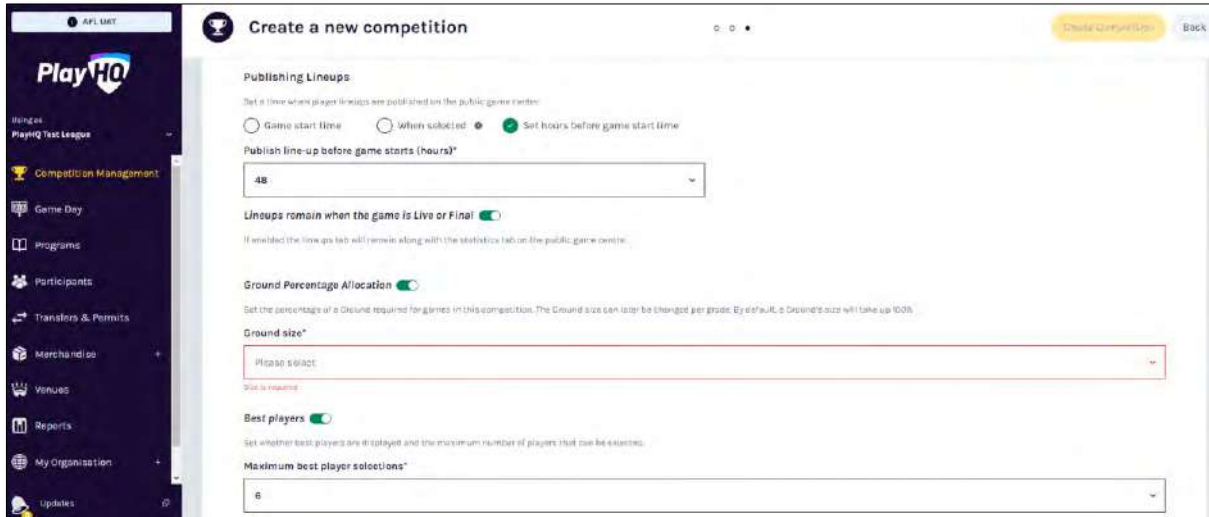 AFL UAT
PlayHQ
Using as
PlayHQ Test League
Competition Management
Game Day
Programs
Participants
Transfers & Permits
Merchandise +
Venues
Reports
My Organisation +
Updates
Create a new competition
Create Competition
Back
Publishing Lineups
Set a time when player lineups are published on the public game center
Game start time
When selected
Set hours before game start time
Publish line-up before game starts (hours)*
48
Lineups remain when the game is Live or Final
If enabled the lineups tab will remain along with the statistics tab on the public game centre.
Ground Percentage Allocation
Set the percentage of a Ground required for games in this competition. The Ground size can later be changed per grade. By default, a Ground's size will take up 100%
Ground size*
Please select
Size is required
Best players
Set whether best players are displayed and the maximum number of players that can be selected.
Maximum best player selections*
6